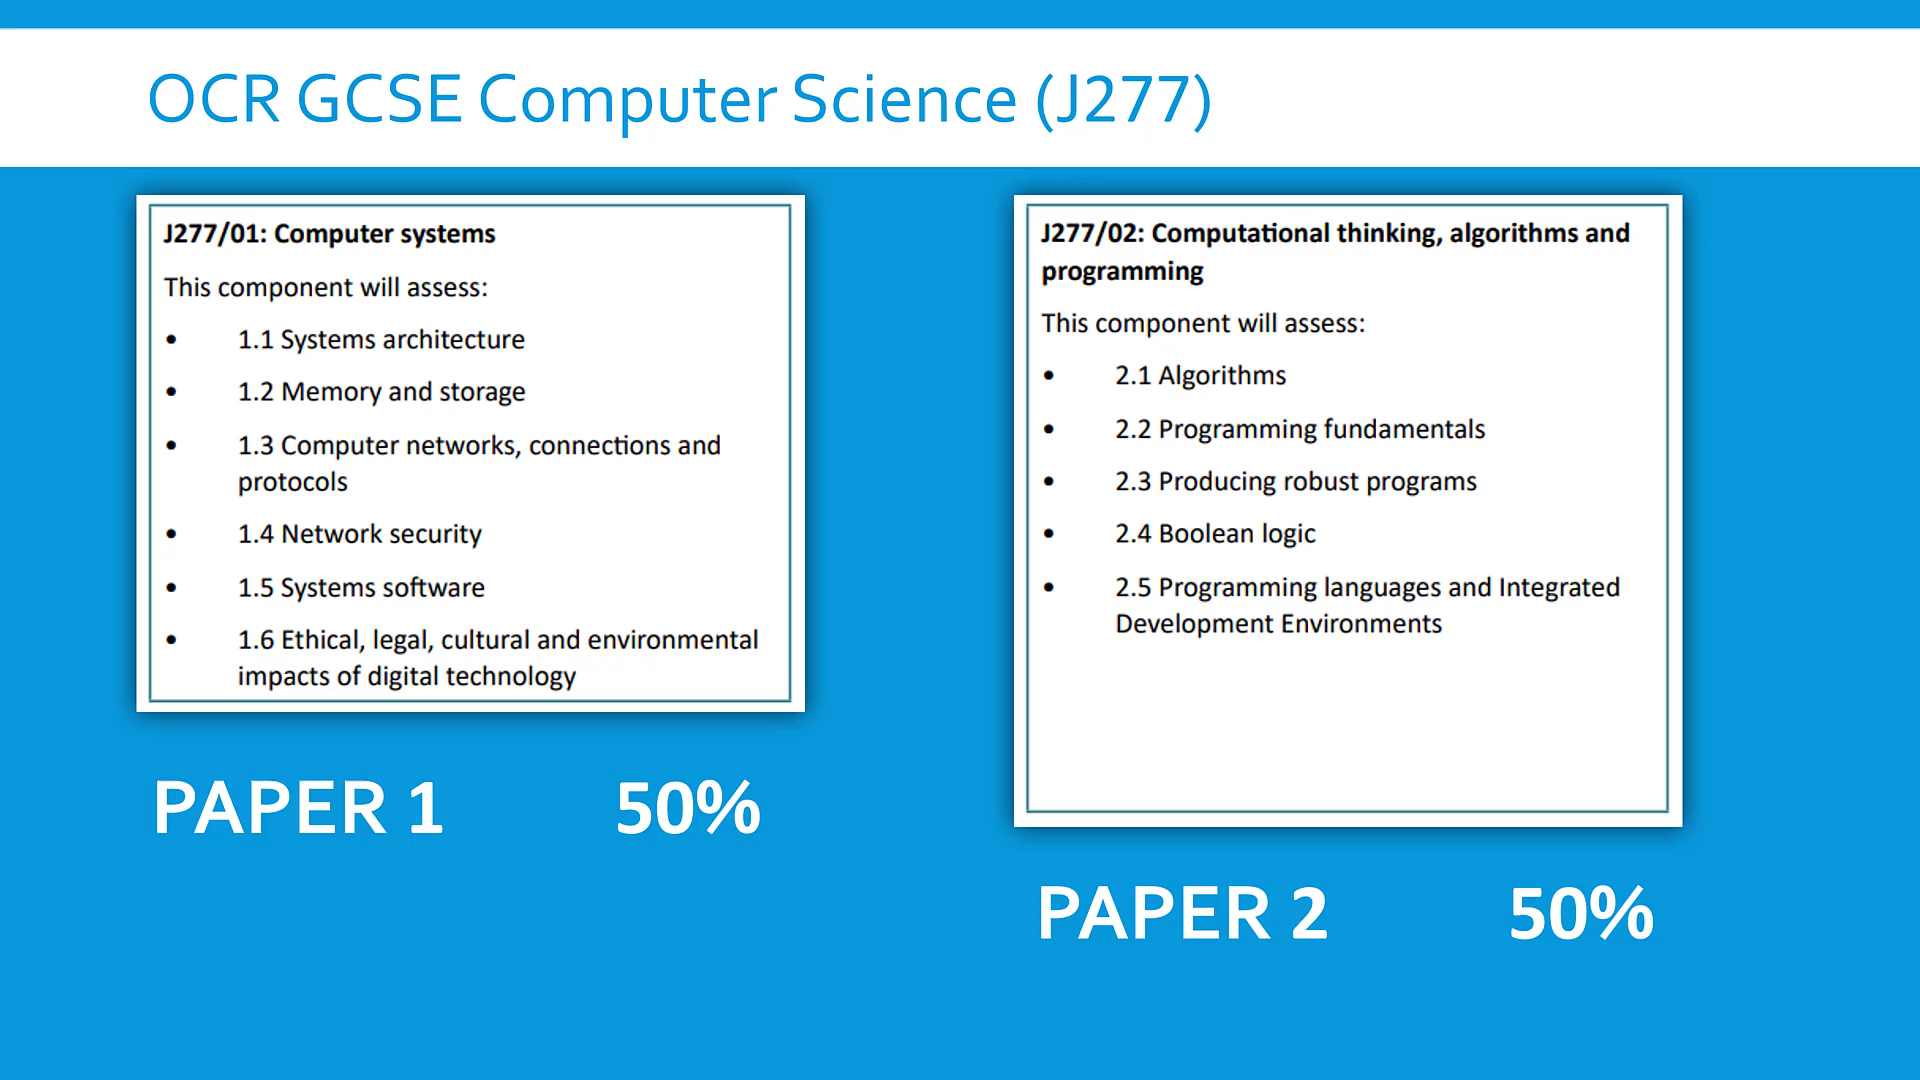 OCR GCSE Computer Science (J277)
J277/01: Computer systems
This component will assess:
• 1.1 Systems architecture
• 1.2 Memory and storage
• 1.3 Computer networks, connections and
protocols
• 1.4 Network security
• 1.5 Systems software
• 1.6 Ethical, legal, cultural and environmental
impacts of digital technology
PAPER 1 50%
J277/02: Computational thinking, algorithms and
programming
This component will assess:
• 2.1 Algorithms
• 2.2 Programming fundamentals
• 2.3 Producing robust programs
• 2.4 Boolean logic
• 2.5 Programming languages and Integrated
Development Environments
PAPER 2 50%